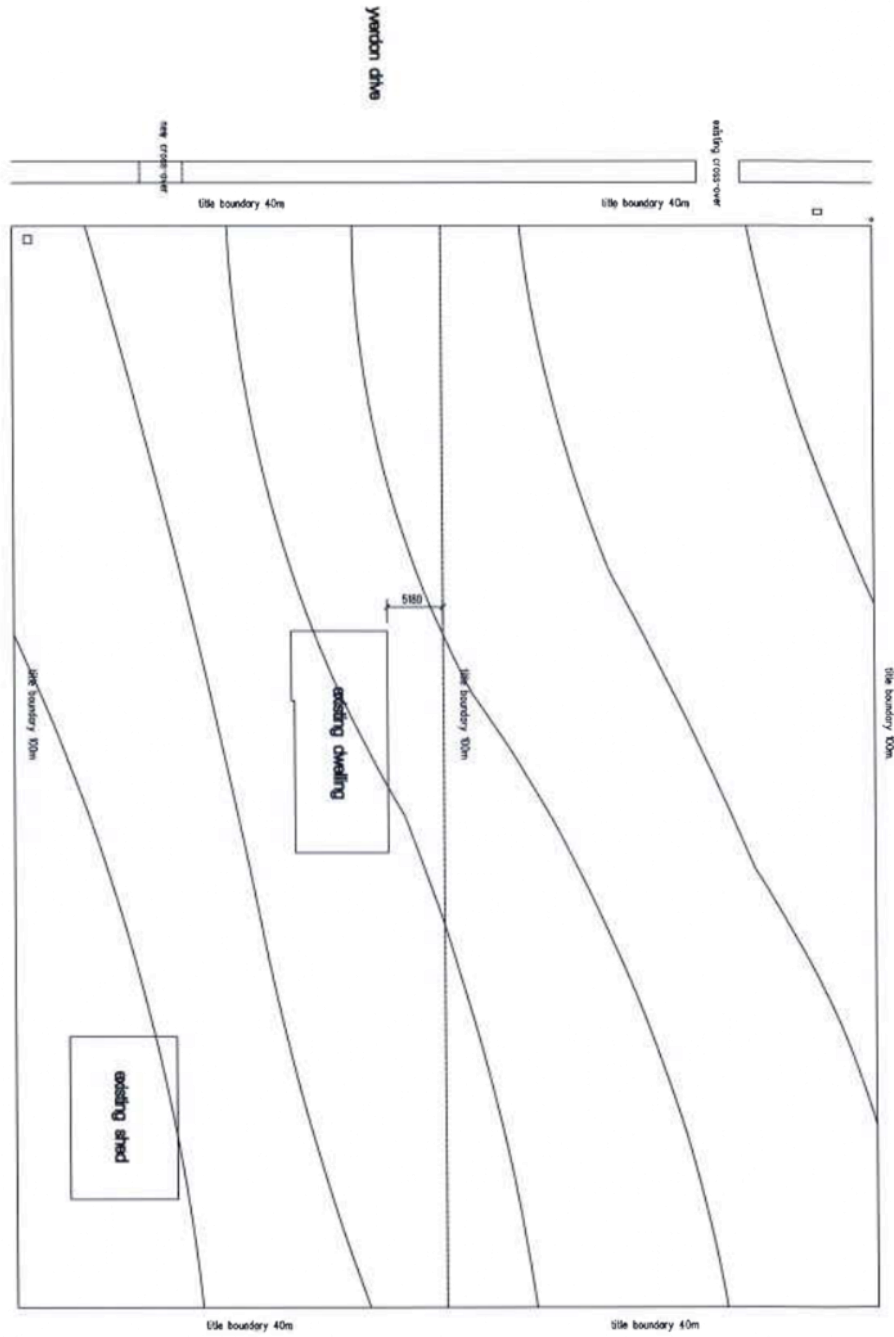 yverdon drive
new cross-over
existing cross-over
title boundary 40m
title boundary 40m
5180
title boundary 100m
title boundary 100m
title boundary 100m
existing dwelling
existing shed
title boundary 40m
title boundary 40m